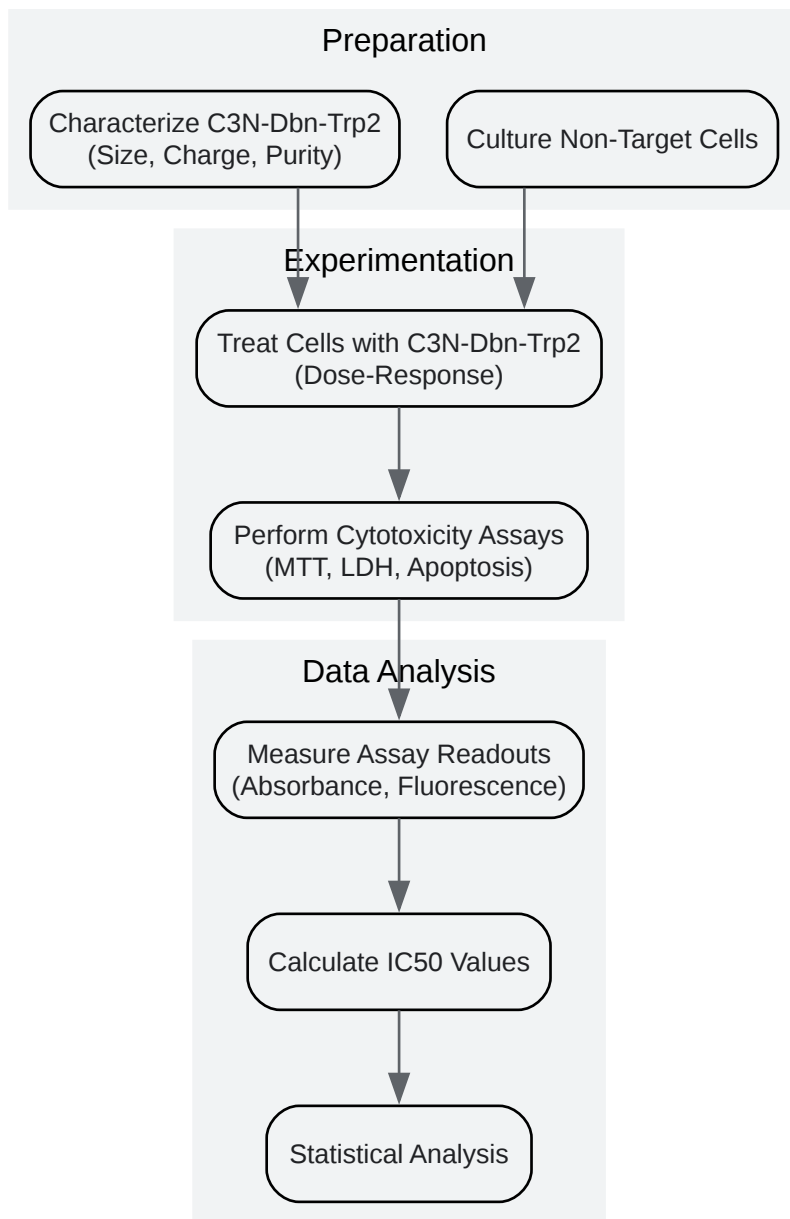 Preparation
Characterize C3N-Dbn-Trp2
(Size, Charge, Purity)
Culture Non-Target Cells
Experimentation
Treat Cells with C3N-Dbn-Trp2
(Dose-Response)
Perform Cytotoxicity Assays
(MTT, LDH, Apoptosis)
Data Analysis
Measure Assay Readouts
(Absorbance, Fluorescence)
Calculate IC50 Values
Statistical Analysis